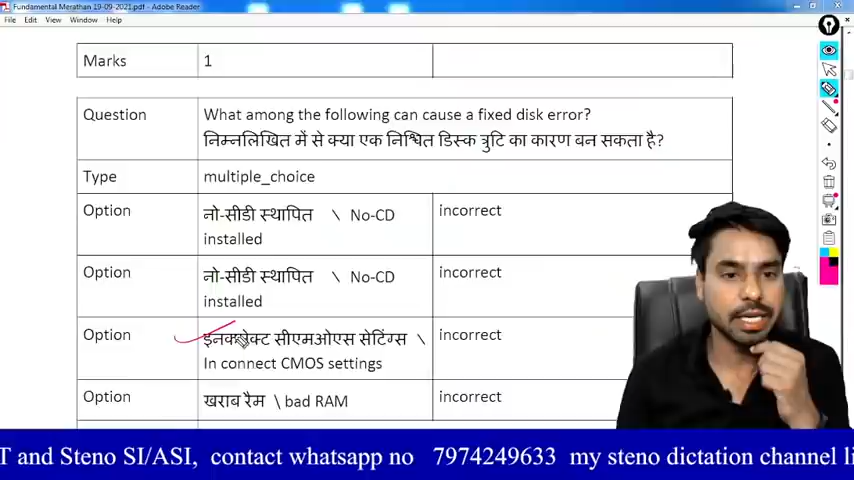 Fundamental Merathan 19-09-2021.pdf - Adobe Reader
File Edit View Window Help
Marks 1
Question What among the following can cause a fixed disk error?
निम्नलिखित में से क्या एक निश्चित डिस्क त्रुटि का कारण बन सकता है?
Type multiple_choice
Option नो-सीडी स्थापित \ No-CD incorrect
installed
Option नो-सीडी स्थापित \ No-CD incorrect
installed
Option इनकरेक्ट सीएमओएस सेटिंग्स \ incorrect
In connect CMOS settings
Option खराब रैम \ bad RAM incorrect
T and Steno SI/ASI, contact whatsapp no 7974249633 my steno dictation channel li